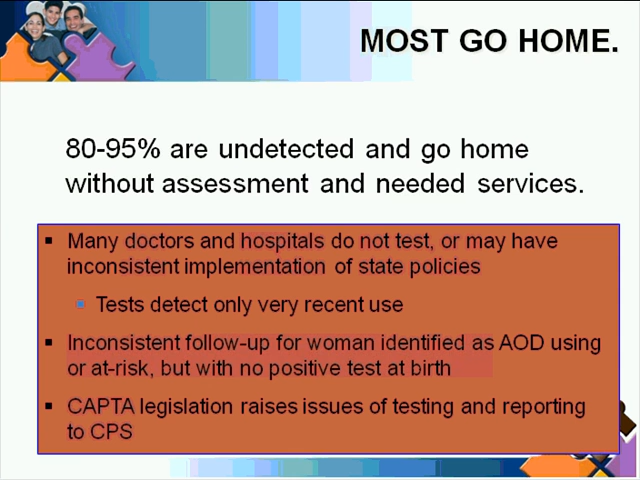 MOST GO HOME.
80-95% are undetected and go home
without assessment and needed services.
▪ Many doctors and hospitals do not test, or may have
inconsistent implementation of state policies
Tests detect only very recent use
▪ Inconsistent follow-up for woman identified as AOD using
or at-risk, but with no positive test at birth
▪ CAPTA legislation raises issues of testing and reporting
to CPS